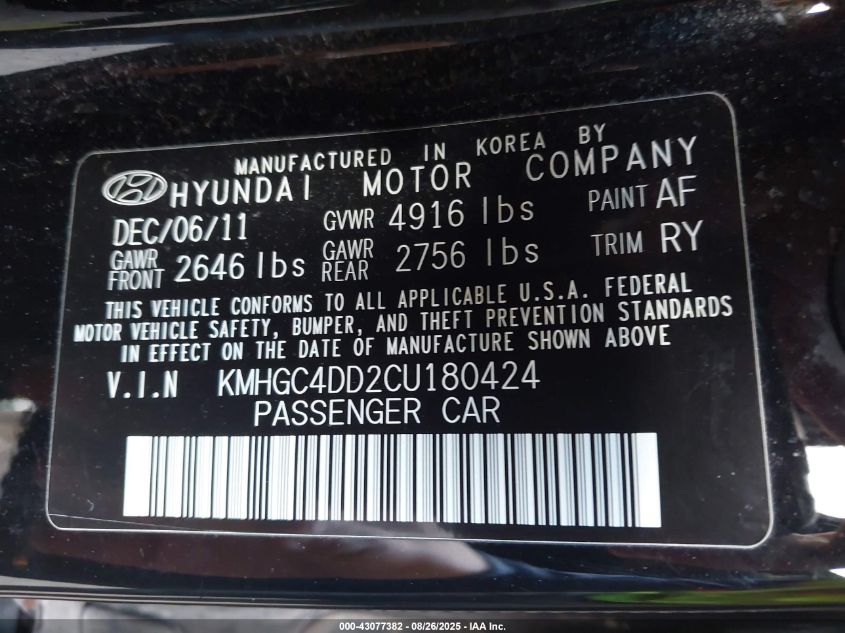 MANUFACTURED IN KOREA BY
HYUNDAI MOTOR COMPANY
DEC/06/11 GVWR 4916 lbs PAINT AF
GAWR FRONT 2646 lbs GAWR REAR 2756 lbs TRIM RY
THIS VEHICLE CONFORMS TO ALL APPLICABLE U.S.A. FEDERAL
MOTOR VEHICLE SAFETY, BUMPER, AND THEFT PREVENTION STANDARDS
IN EFFECT ON THE DATE OF MANUFACTURE SHOWN ABOVE
V.I.N KMHGC4DD2CU180424
PASSENGER CAR
000-43077382 - 08/26/2025 - IAA Inc.